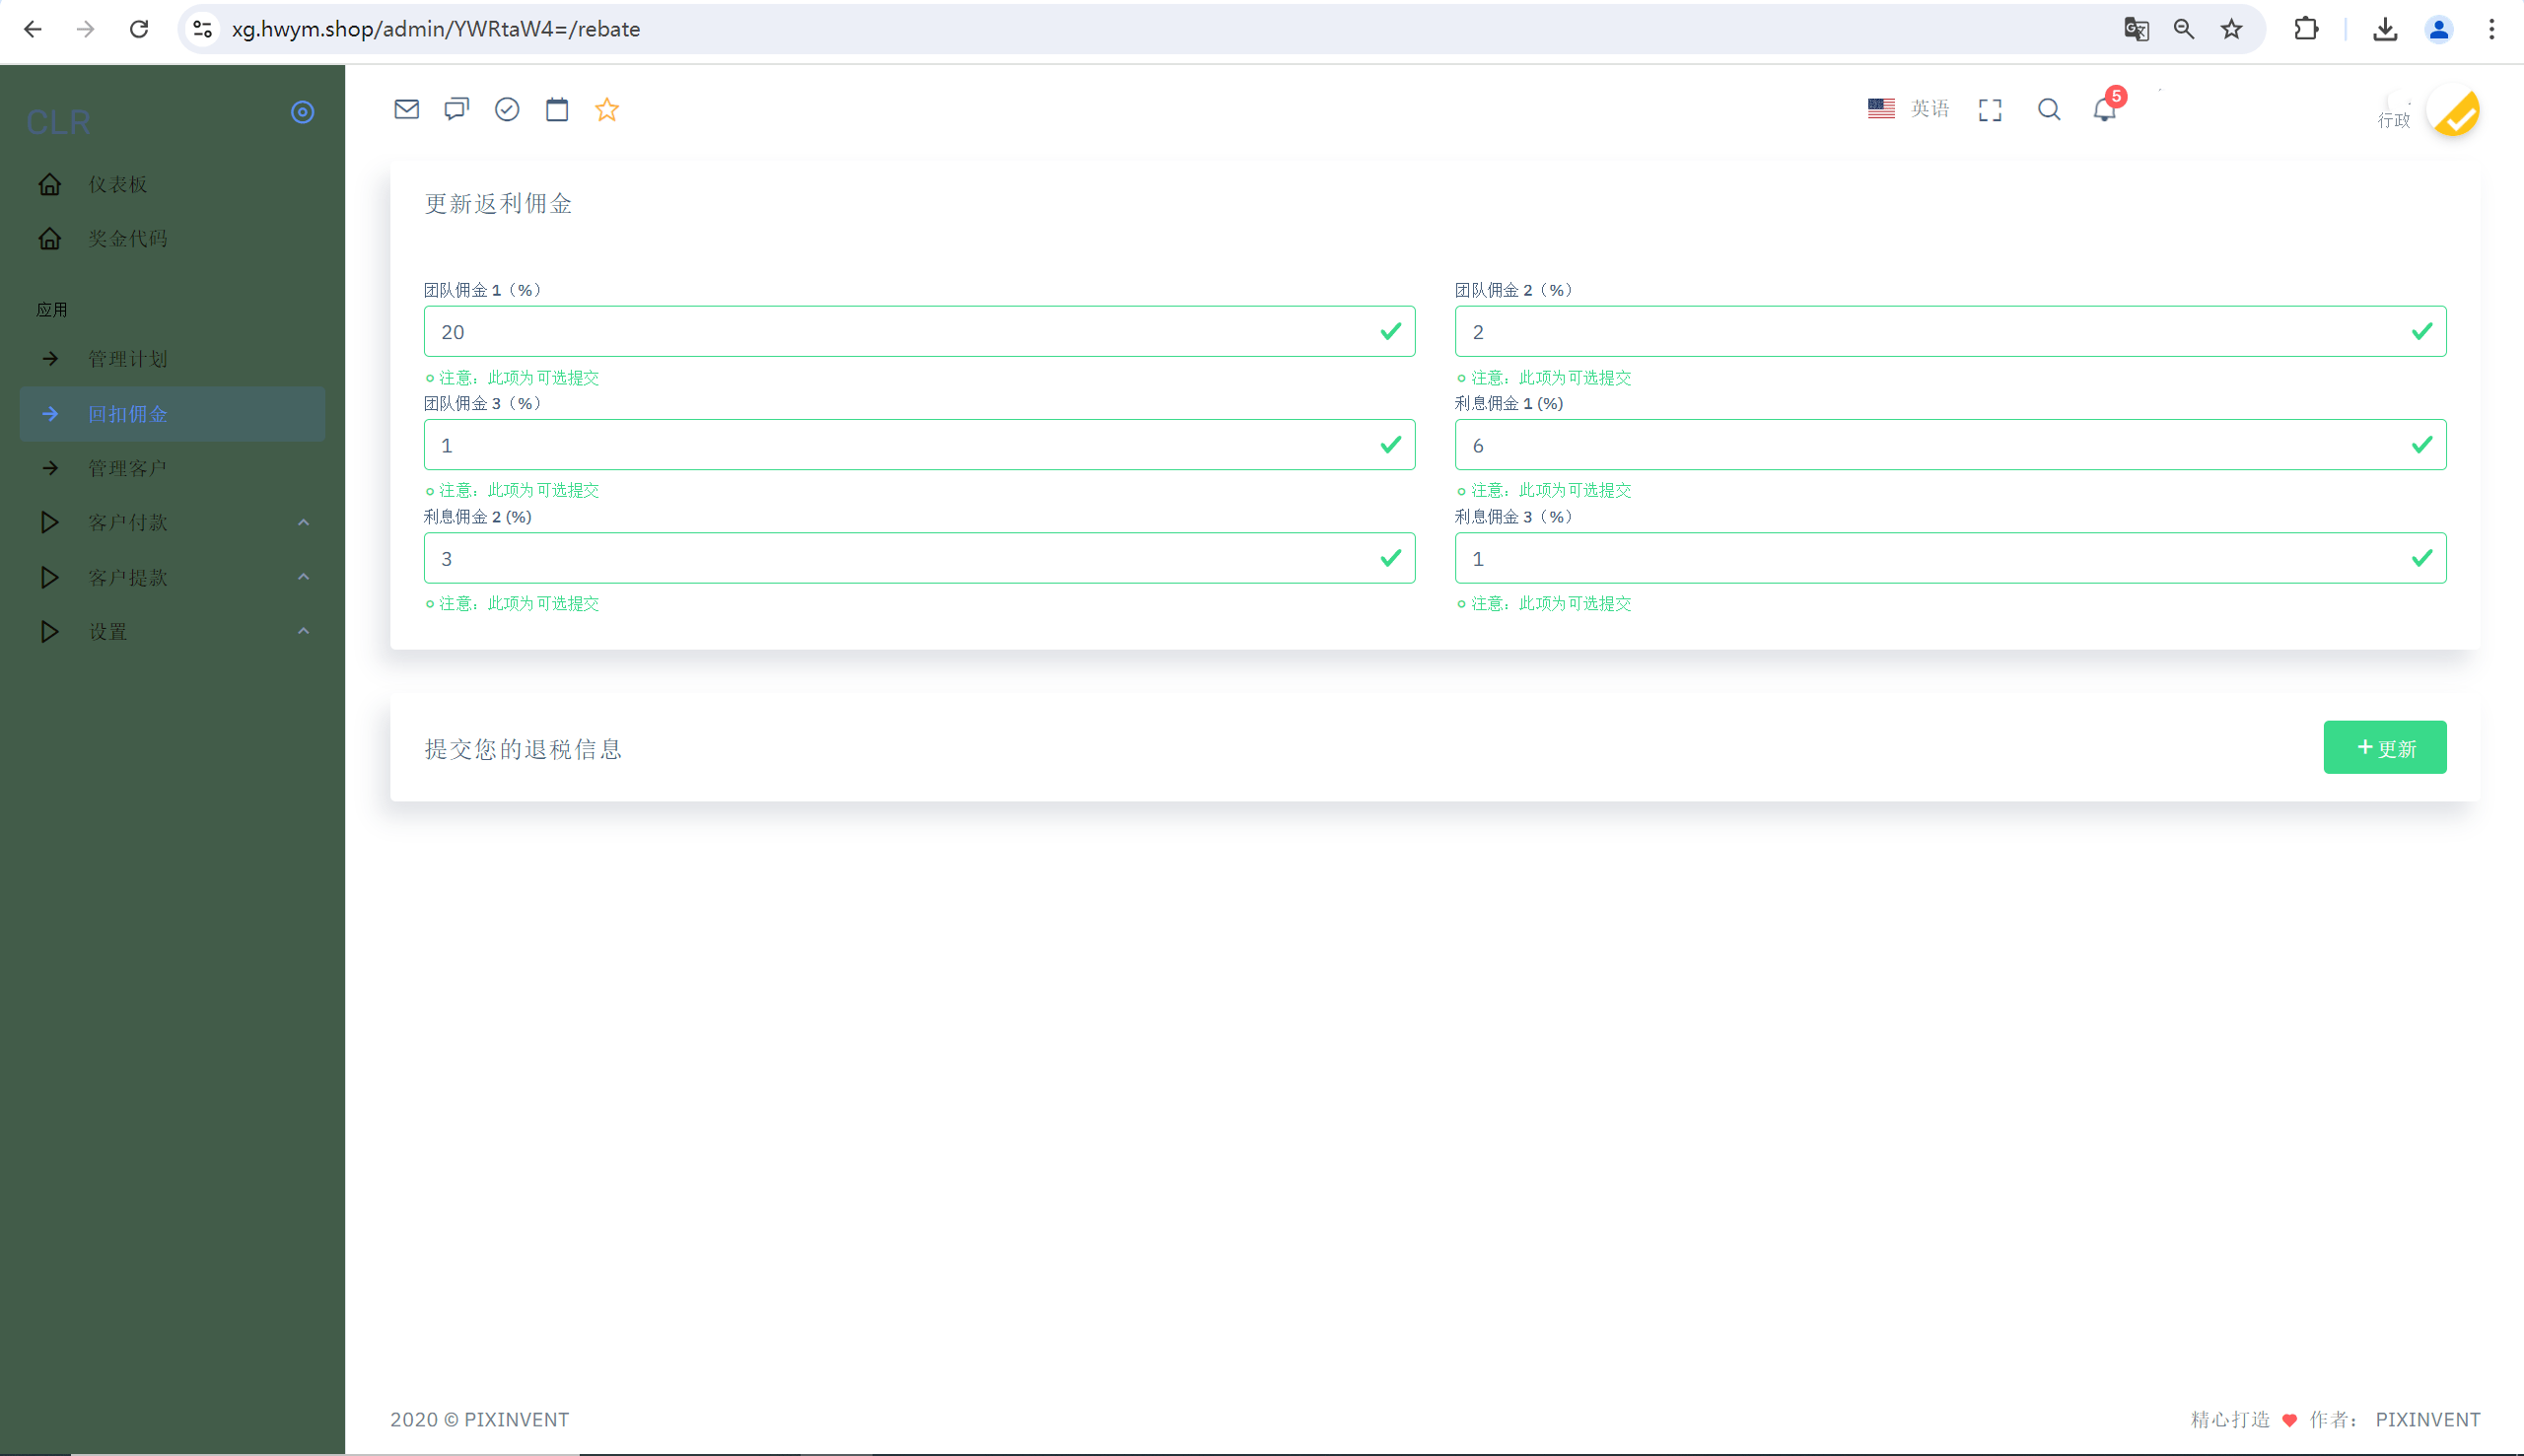 xg.hwym.shop/admin/YWRtaW4=/rebate
CLR
仪表板
奖金代码
应用
管理计划
回扣佣金
管理客户
客户付款
客户提款
设置
英语
5
行政
更新返利佣金
团队佣金 1（%）
20
注意：此项为可选提交
团队佣金 2（%）
2
注意：此项为可选提交
团队佣金 3（%）
1
注意：此项为可选提交
利息佣金 1 (%)
6
注意：此项为可选提交
利息佣金 2 (%)
3
注意：此项为可选提交
利息佣金 3（%）
1
注意：此项为可选提交
提交您的退税信息
+ 更新
2020 © PIXINVENT
精心打造 ♥ 作者： PIXINVENT